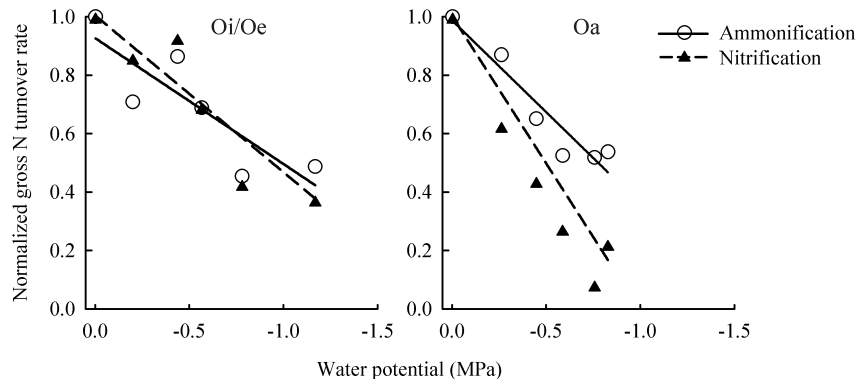 Oi/Oe
Oa
Ammonification
Nitrification
Normalized gross N turnover rate
1.0
0.8
0.6
0.4
0.2
0.0
1.0
0.8
0.6
0.4
0.2
0.0
0.0 -0.5 -1.0 -1.5
0.0 -0.5 -1.0 -1.5
Water potential (MPa)